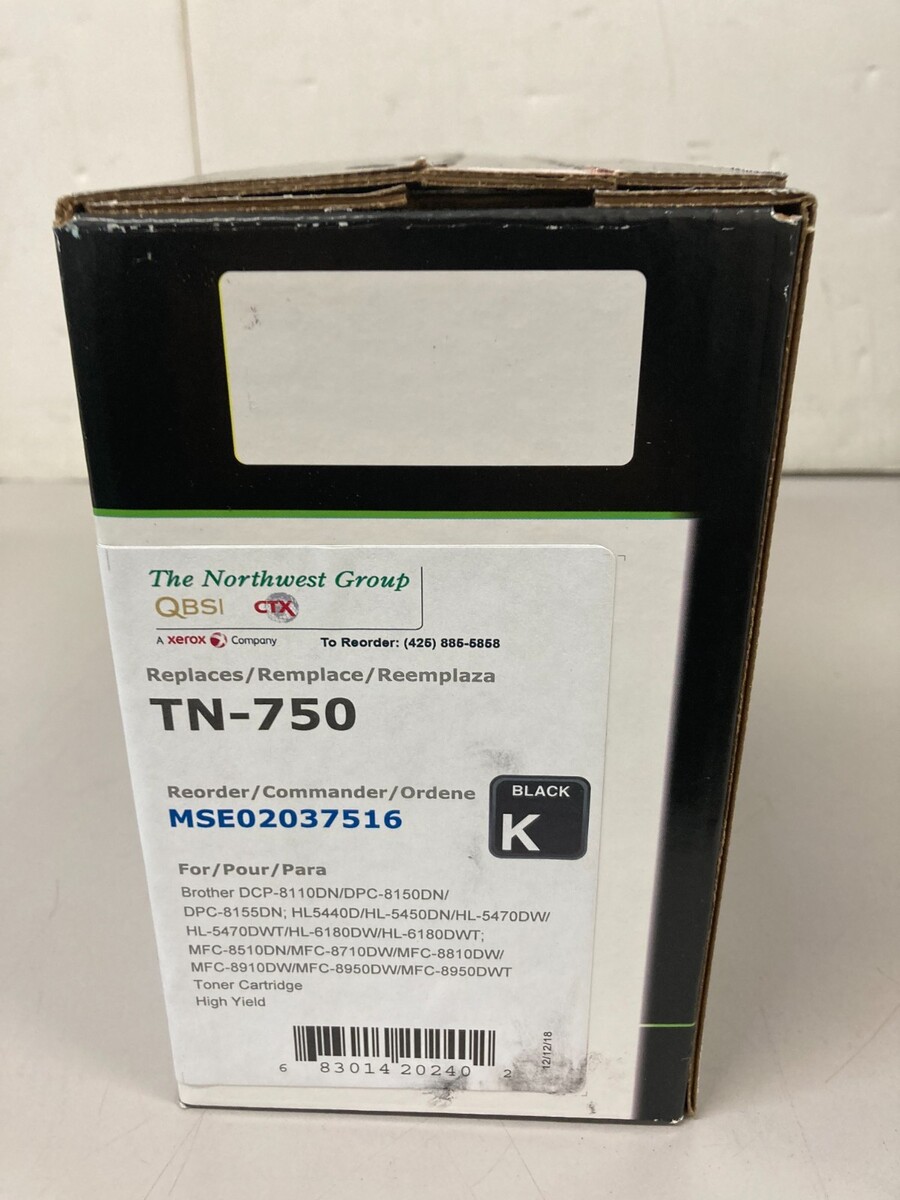 The Northwest Group
QBSI CTX
A xerox Company To Reorder: (425) 885-5858
Replaces/Remplace/Reemplaza
TN-750
Reorder/Commander/Ordene
MSE02037516
BLACK
K
For/Pour/Para
Brother DCP-8110DN/DPC-8150DN/
DPC-8155DN; HL5440D/HL-5450DN/HL-5470DW/
HL-5470DWT/HL-6180DW/HL-6180DWT;
MFC-8510DN/MFC-8710DW/MFC-8810DW/
MFC-8910DW/MFC-8950DW/MFC-8950DWT
Toner Cartridge
High Yield
6 83014 20240 2
12/12/18